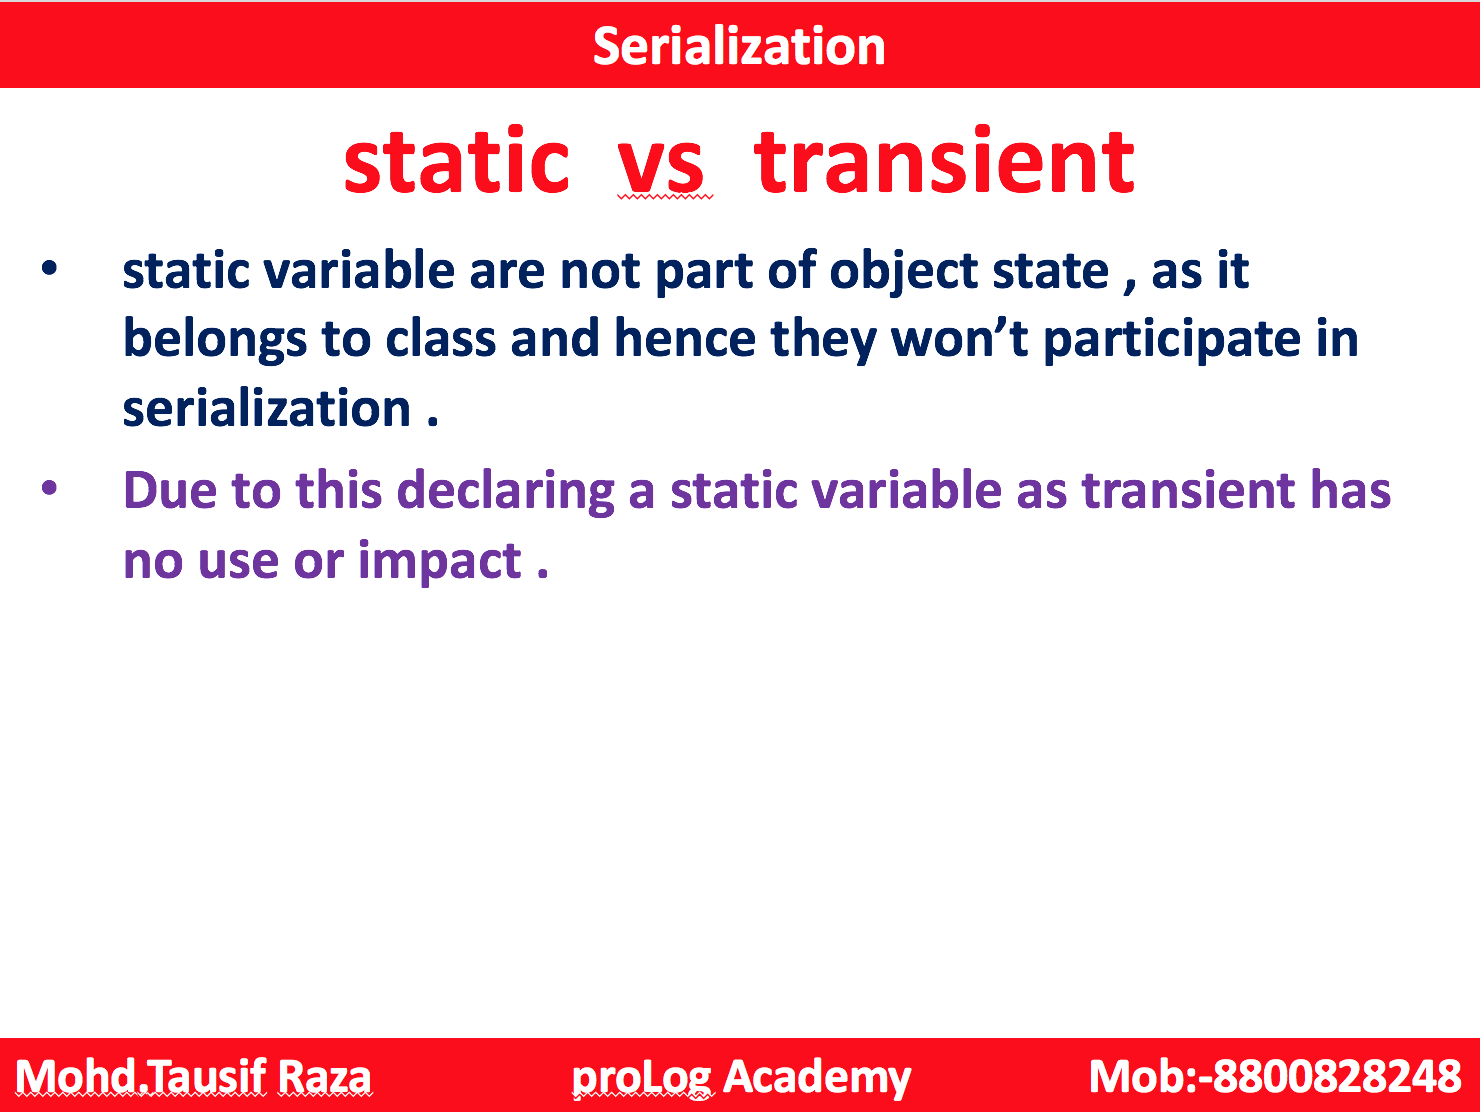 Serialization
static vs transient
• static variable are not part of object state , as it
belongs to class and hence they won’t participate in
serialization .
• Due to this declaring a static variable as transient has
no use or impact .
Mohd.Tausif Raza proLog Academy Mob:-8800828248